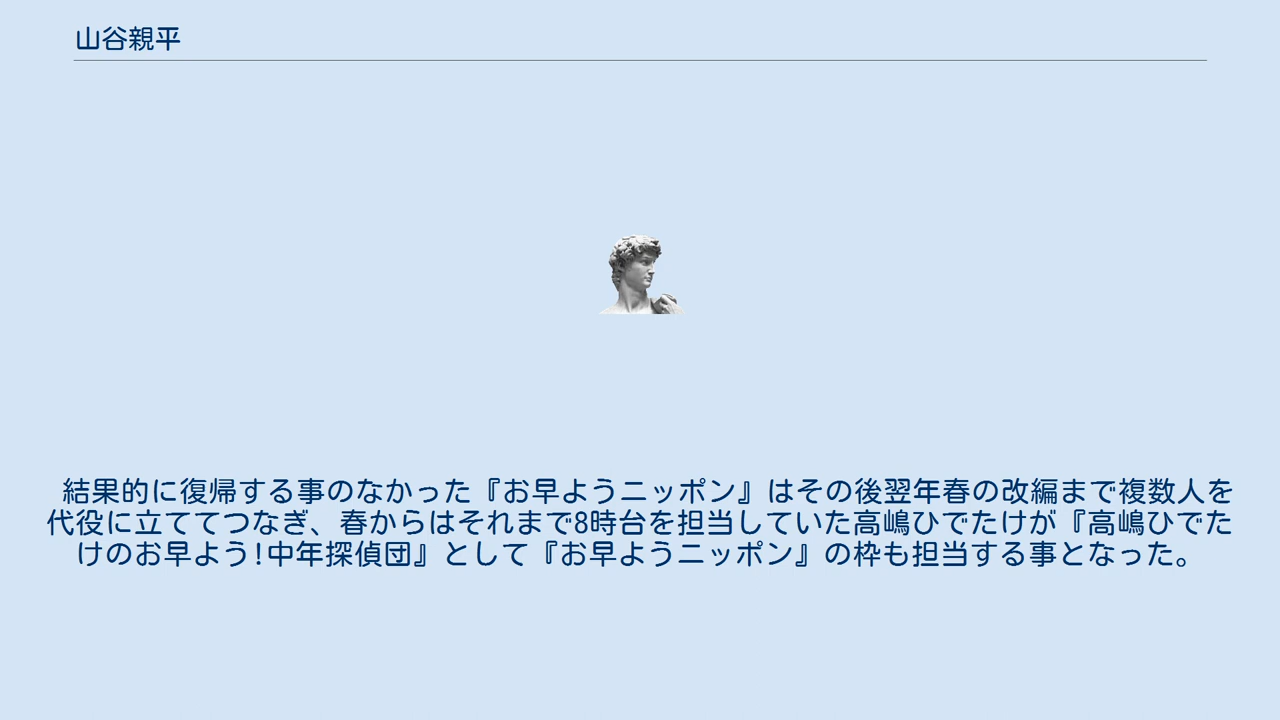 山谷親平
結果的に復帰する事のなかった『お早ようニッポン』はその後翌年春の改編まで複数人を
代役に立ててつなぎ、春からはそれまで8時台を担当していた高嶋ひでたけが『高嶋ひでた
けのお早よう!中年探偵団』として『お早ようニッポン』の枠も担当する事となった。